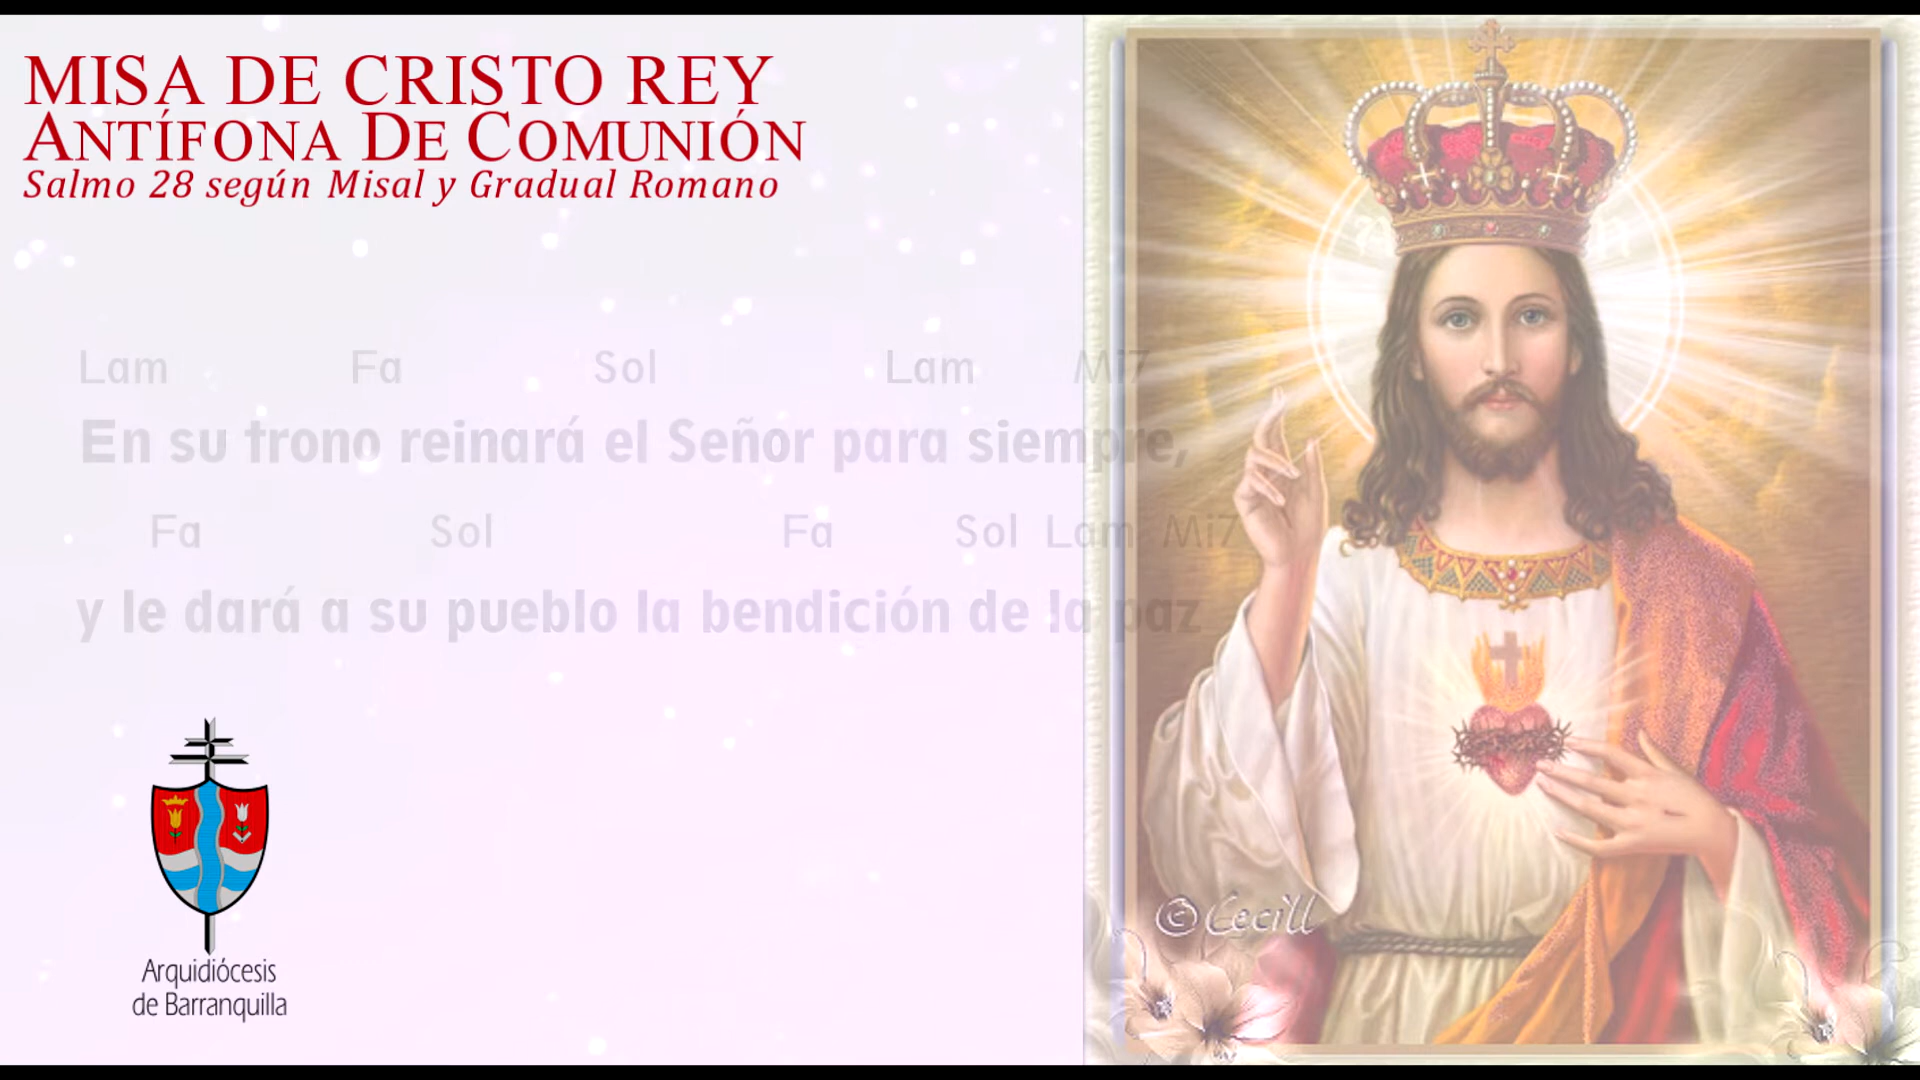 MISA DE CRISTO REY
ANTÍFONA DE COMUNIÓN
Salmo 28 según Misal y Gradual Romano
Lam Fa Sol Lam Mi7
En su trono reinará el Señor para siempre,
Fa Sol Fa Sol Lam Mi7
y le dará a su pueblo la bendición de la paz
Arquidiócesis
de Barranquilla
©Cecill